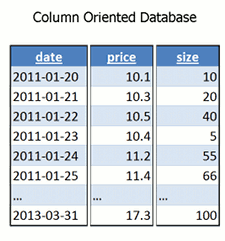 Column Oriented Database
date price size
2011-01-20 10.1 10
2011-01-21 10.3 20
2011-01-22 10.5 40
2011-01-23 10.4 5
2011-01-24 11.2 55
2011-01-25 11.4 66
... ... ...
2013-03-31 17.3 100